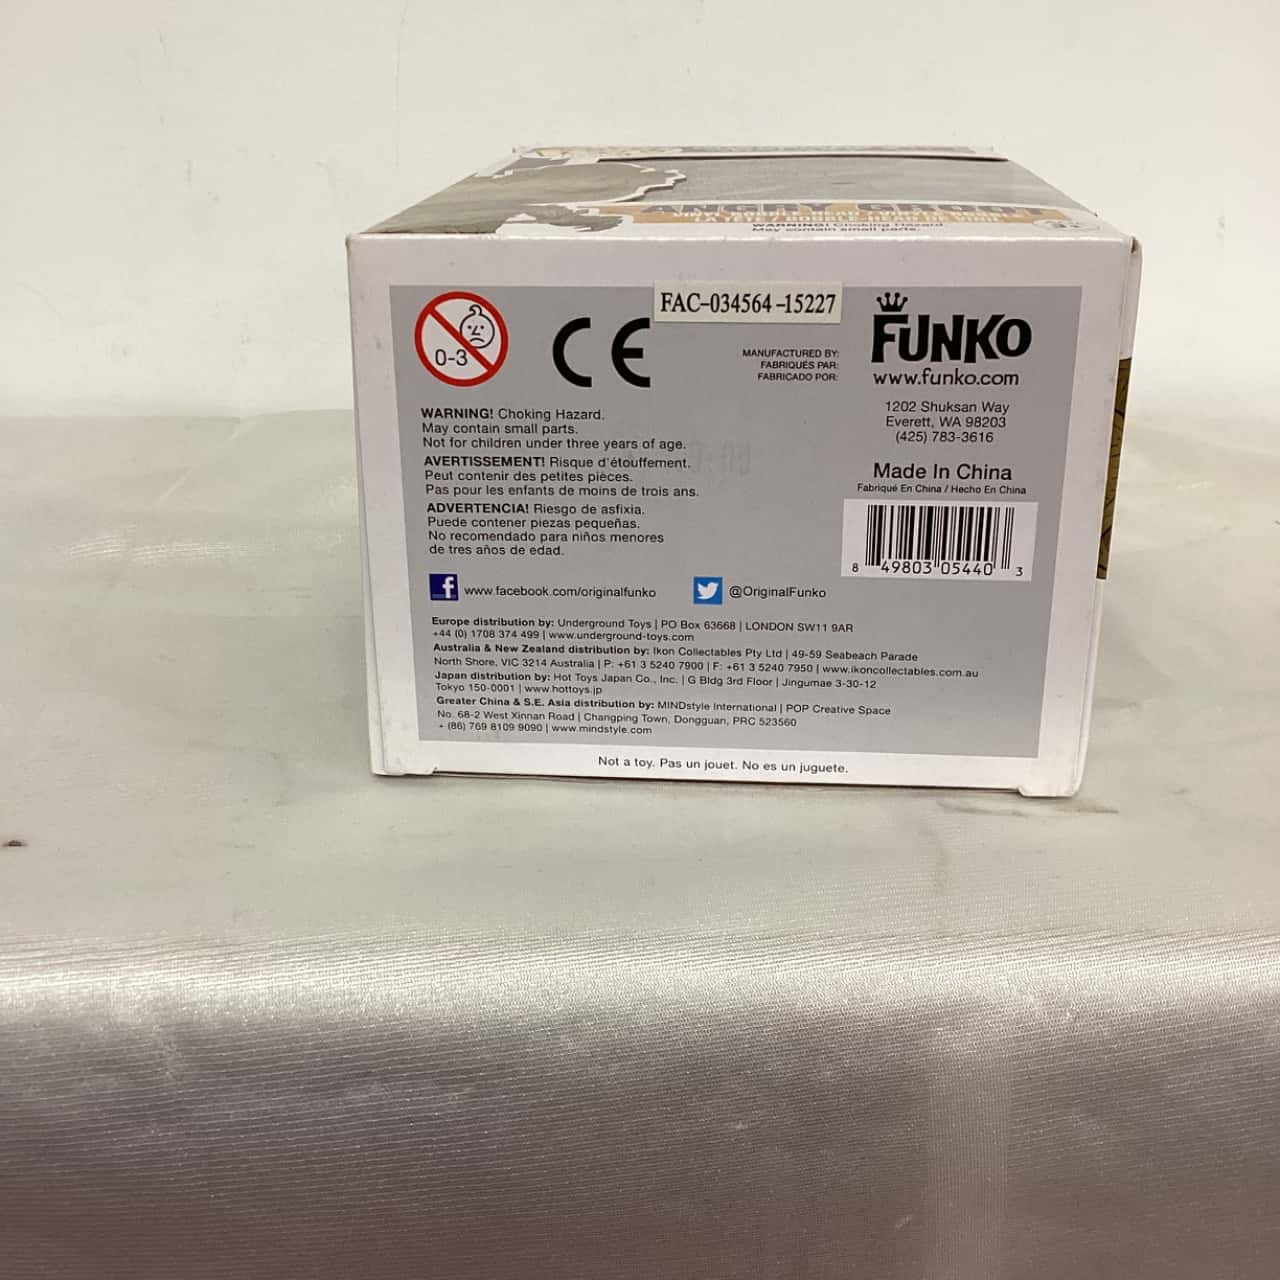 ANGRY GROOT
VINYL BOBBLE-HEAD
WARNING! Choking Hazard.
May contain small parts.
0-3
CE
FAC-034564-15227
MANUFACTURED BY:
FABRIQUÉS PAR:
FABRICADO POR:
FUNKO
www.funko.com
1202 Shuksan Way
Everett, WA 98203
(425) 783-3616
Made In China
Fabriqué En China / Hecho En China
8 49803 05440 3
WARNING! Choking Hazard.
May contain small parts.
Not for children under three years of age.
AVERTISSEMENT! Risque d'étouffement.
Peut contenir des petites pièces.
Pas pour les enfants de moins de trois ans.
ADVERTENCIA! Riesgo de asfixia.
Puede contener piezas pequeñas.
No recomendado para niños menores
de tres años de edad.
f www.facebook.com/originalfunko
@OriginalFunko
Europe distribution by: Underground Toys | PO Box 63668 | LONDON SW11 9AR
+44 (0) 1708 374 499 | www.underground-toys.com
Australia & New Zealand distribution by: Ikon Collectables Pty Ltd | 49-59 Seabeach Parade
North Shore, VIC 3214 Australia | P: +61 3 5240 7900 | F: +61 3 5240 7950 | www.ikoncollectables.com.au
Japan distribution by: Hot Toys Japan Co., Inc. | G Bldg 3rd Floor | Jingumae 3-30-12
Tokyo 150-0001 | www.hottoys.jp
Greater China & S.E. Asia distribution by: MINDstyle International | POP Creative Space
No. 68-2 West Xinnan Road | Changping Town, Dongguan, PRC 523560
+ (86) 769 8109 9090 | www.mindstyle.com
Not a toy. Pas un jouet. No es un juguete.